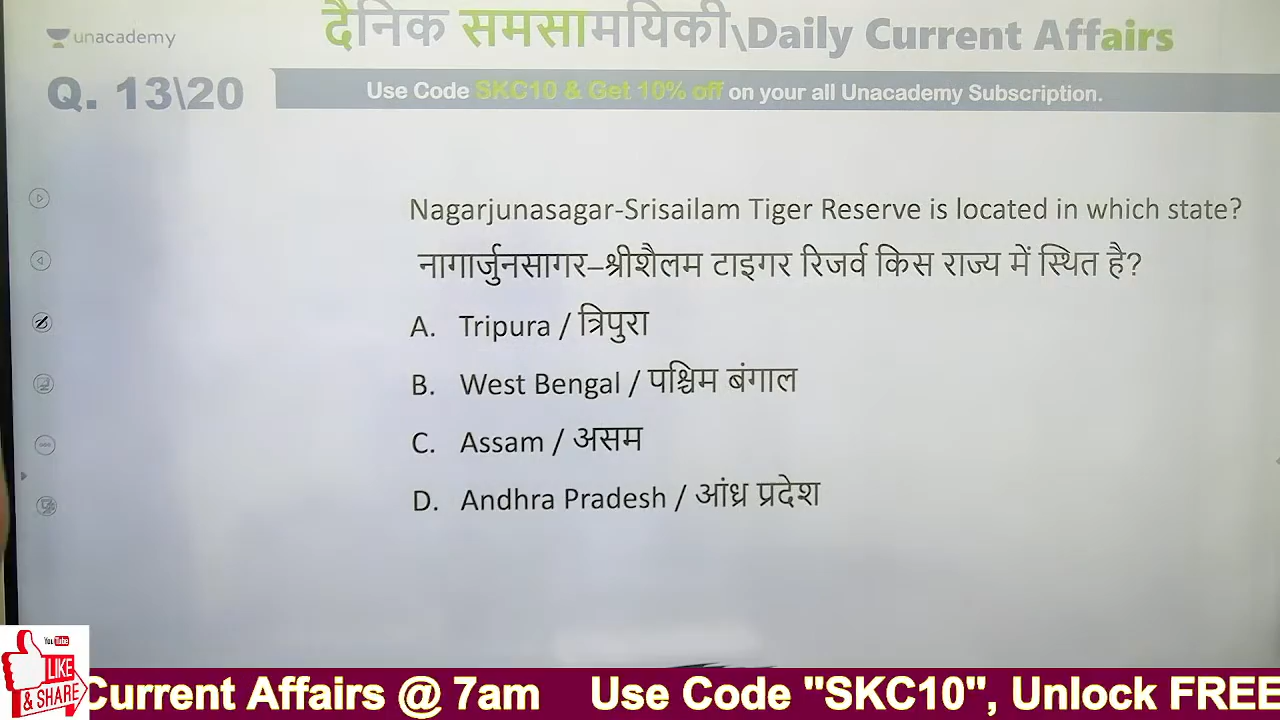 unacademy
दैनिक समसामयिकी\Daily Current Affairs
Q. 13\20
Use Code SKC10 & Get 10% off on your all Unacademy Subscription.
Nagarjunasagar-Srisailam Tiger Reserve is located in which state?
नागार्जुनसागर–श्रीशैलम टाइगर रिजर्व किस राज्य में स्थित है?
A. Tripura / त्रिपुरा
B. West Bengal / पश्चिम बंगाल
C. Assam / असम
D. Andhra Pradesh / आंध्र प्रदेश
YouTube
LIKE
& SHARE
Current Affairs @ 7am Use Code "SKC10", Unlock FREE